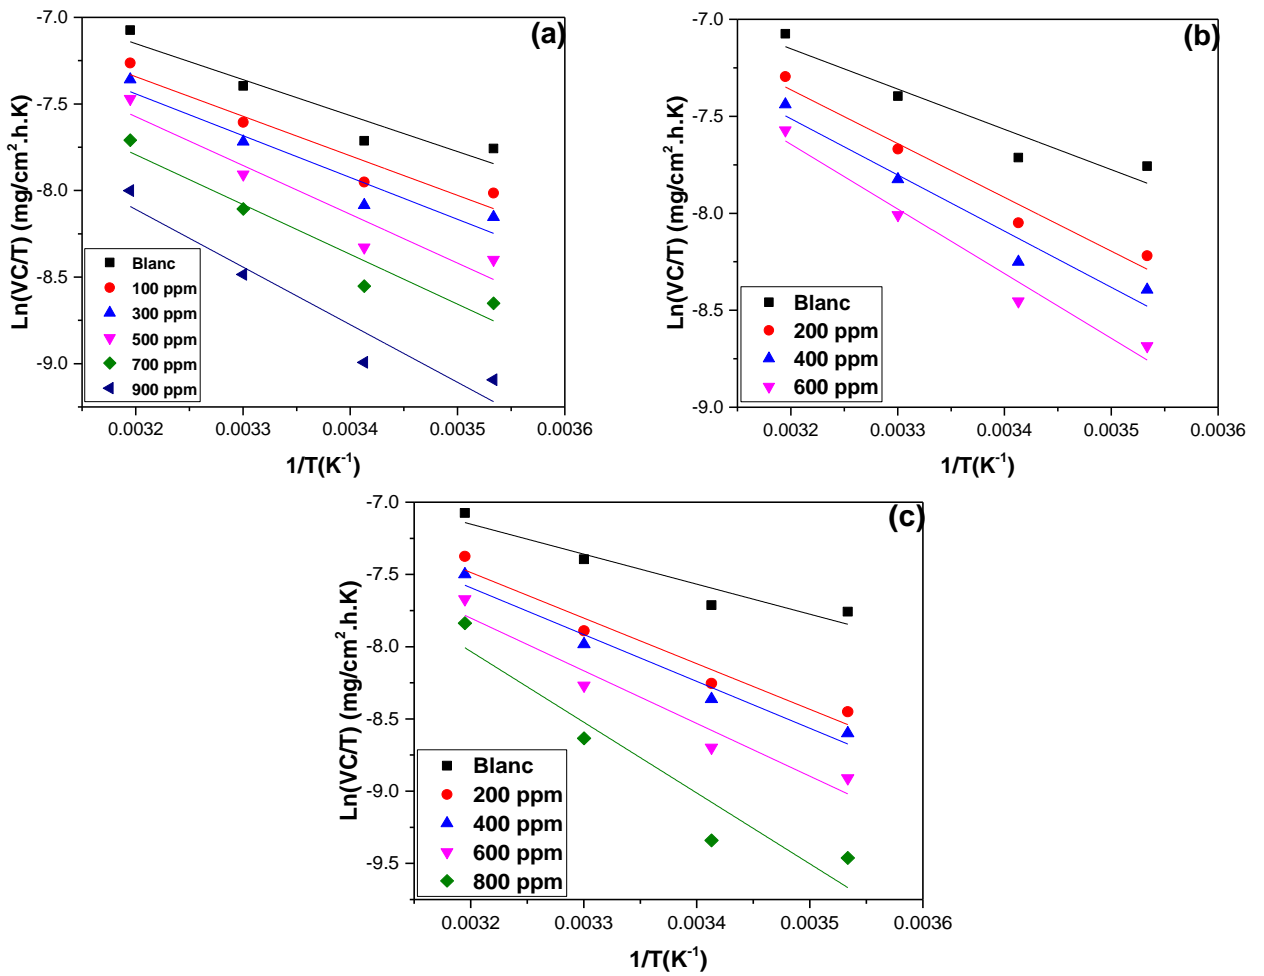 (a)
Ln(VC/T) (mg/cm².h.K)
-7.0
-7.5
-8.0
-8.5
-9.0
Blanc
100 ppm
300 ppm
500 ppm
700 ppm
900 ppm
0.0032 0.0033 0.0034 0.0035 0.0036
1/T(K⁻¹)
(b)
Ln(VC/T) (mg/cm².h.K)
-7.0
-7.5
-8.0
-8.5
-9.0
Blanc
200 ppm
400 ppm
600 ppm
0.0032 0.0033 0.0034 0.0035 0.0036
1/T(K⁻¹)
(c)
Ln(VC/T) (mg/cm².h.K)
-7.0
-7.5
-8.0
-8.5
-9.0
-9.5
Blanc
200 ppm
400 ppm
600 ppm
800 ppm
0.0032 0.0033 0.0034 0.0035 0.0036
1/T(K⁻¹)